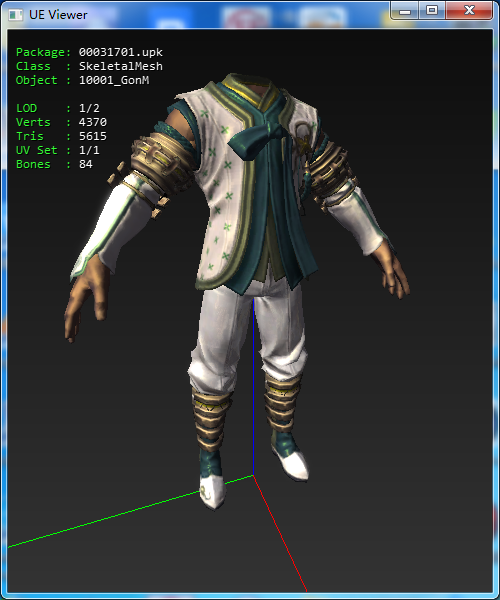 UE Viewer
Package: 00031701.upk
Class : SkeletalMesh
Object : 10001_GonM
LOD : 1/2
Verts : 4370
Tris : 5615
UV Set : 1/1
Bones : 84